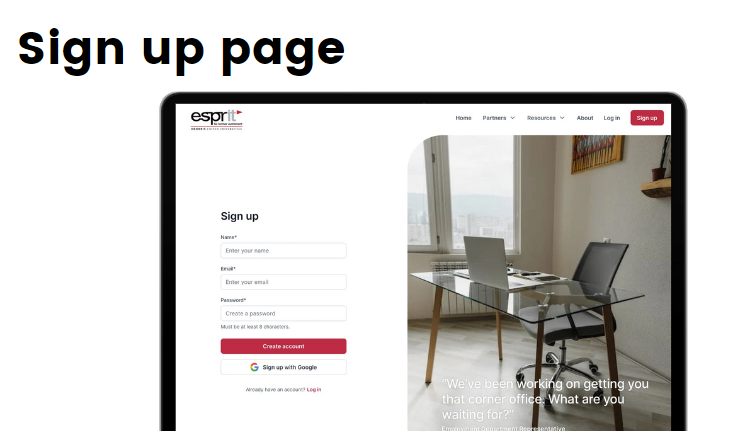 Sign up page
esprit
Home Partners Resources About Log in Sign up
Sign up
Name*
Enter your name
Email*
Enter your email
Password*
Create a password
Must be at least 8 characters.
Create account
Sign up with Google
Already have an account? Log in
"We've been working on getting you
that corner office. What are you
waiting for?"
Employment Department Representative